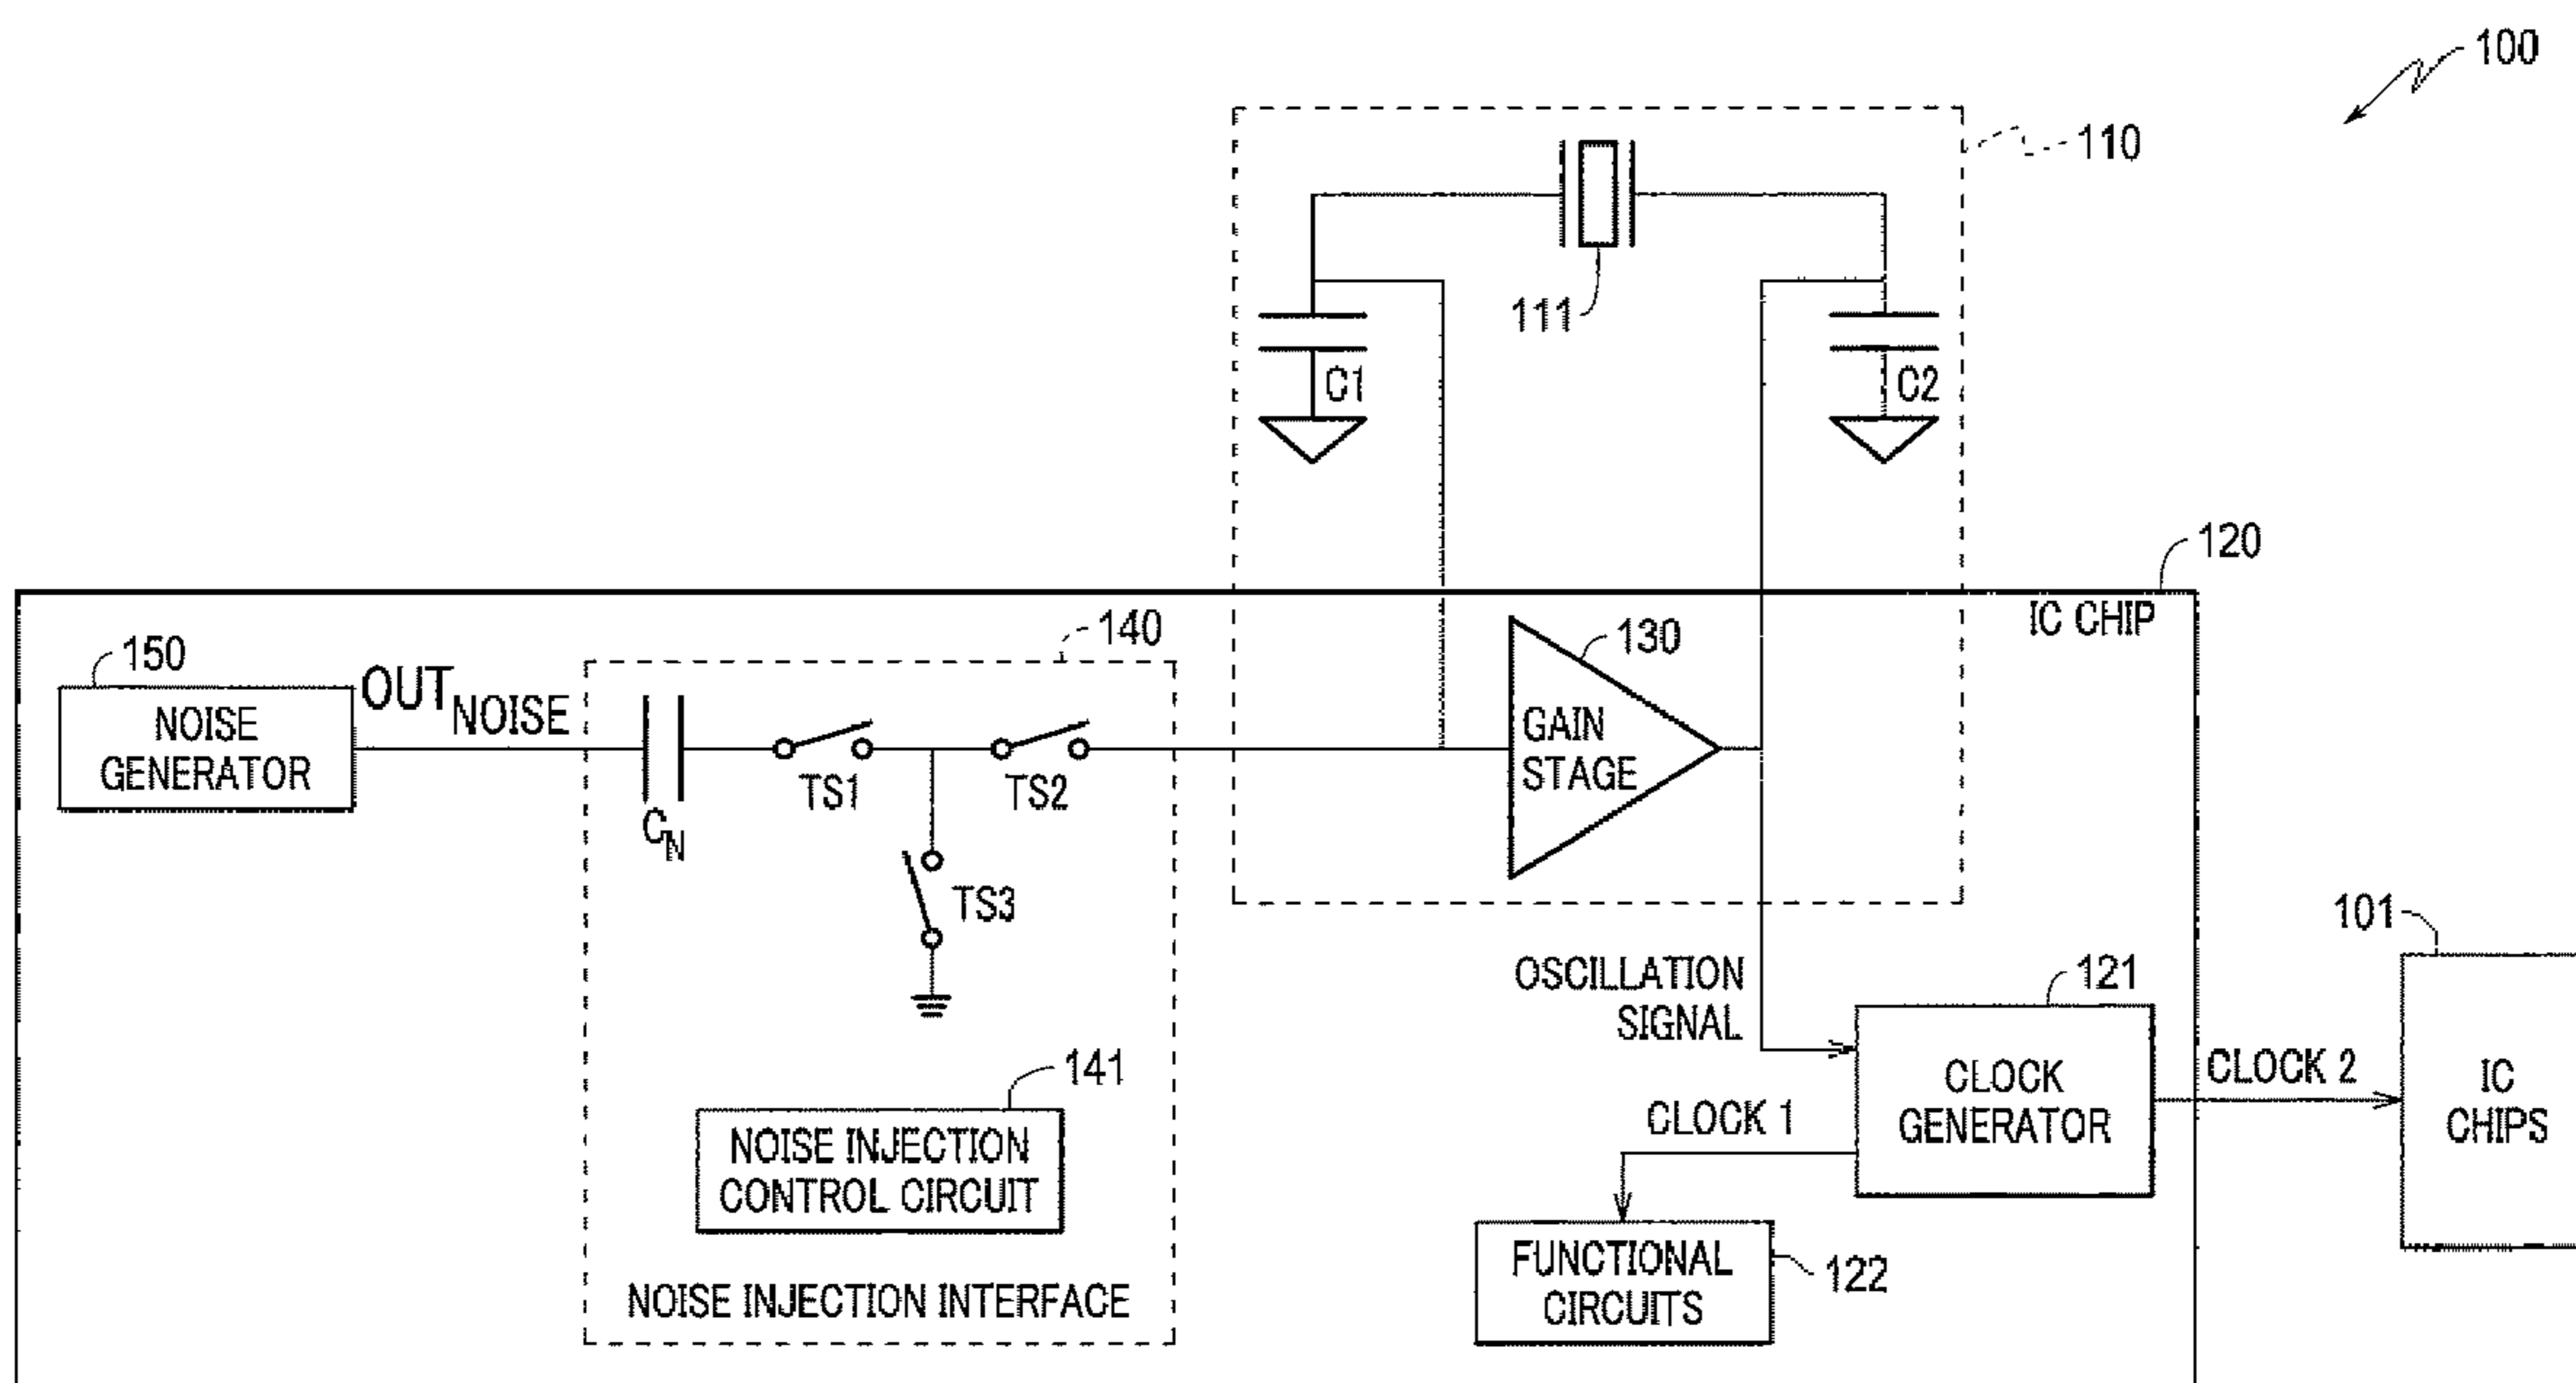 100
110
111
C1
C2
120
IC CHIP
140
130
150
OUT NOISE
NOISE
GENERATOR
GAIN
STAGE
TS1
TS2
CN
TS3
101
OSCILLATION
SIGNAL
121
141
CLOCK
GENERATOR
CLOCK 2
IC
CHIPS
CLOCK 1
NOISE INJECTION
CONTROL CIRCUIT
FUNCTIONAL
CIRCUITS
122
NOISE INJECTION INTERFACE